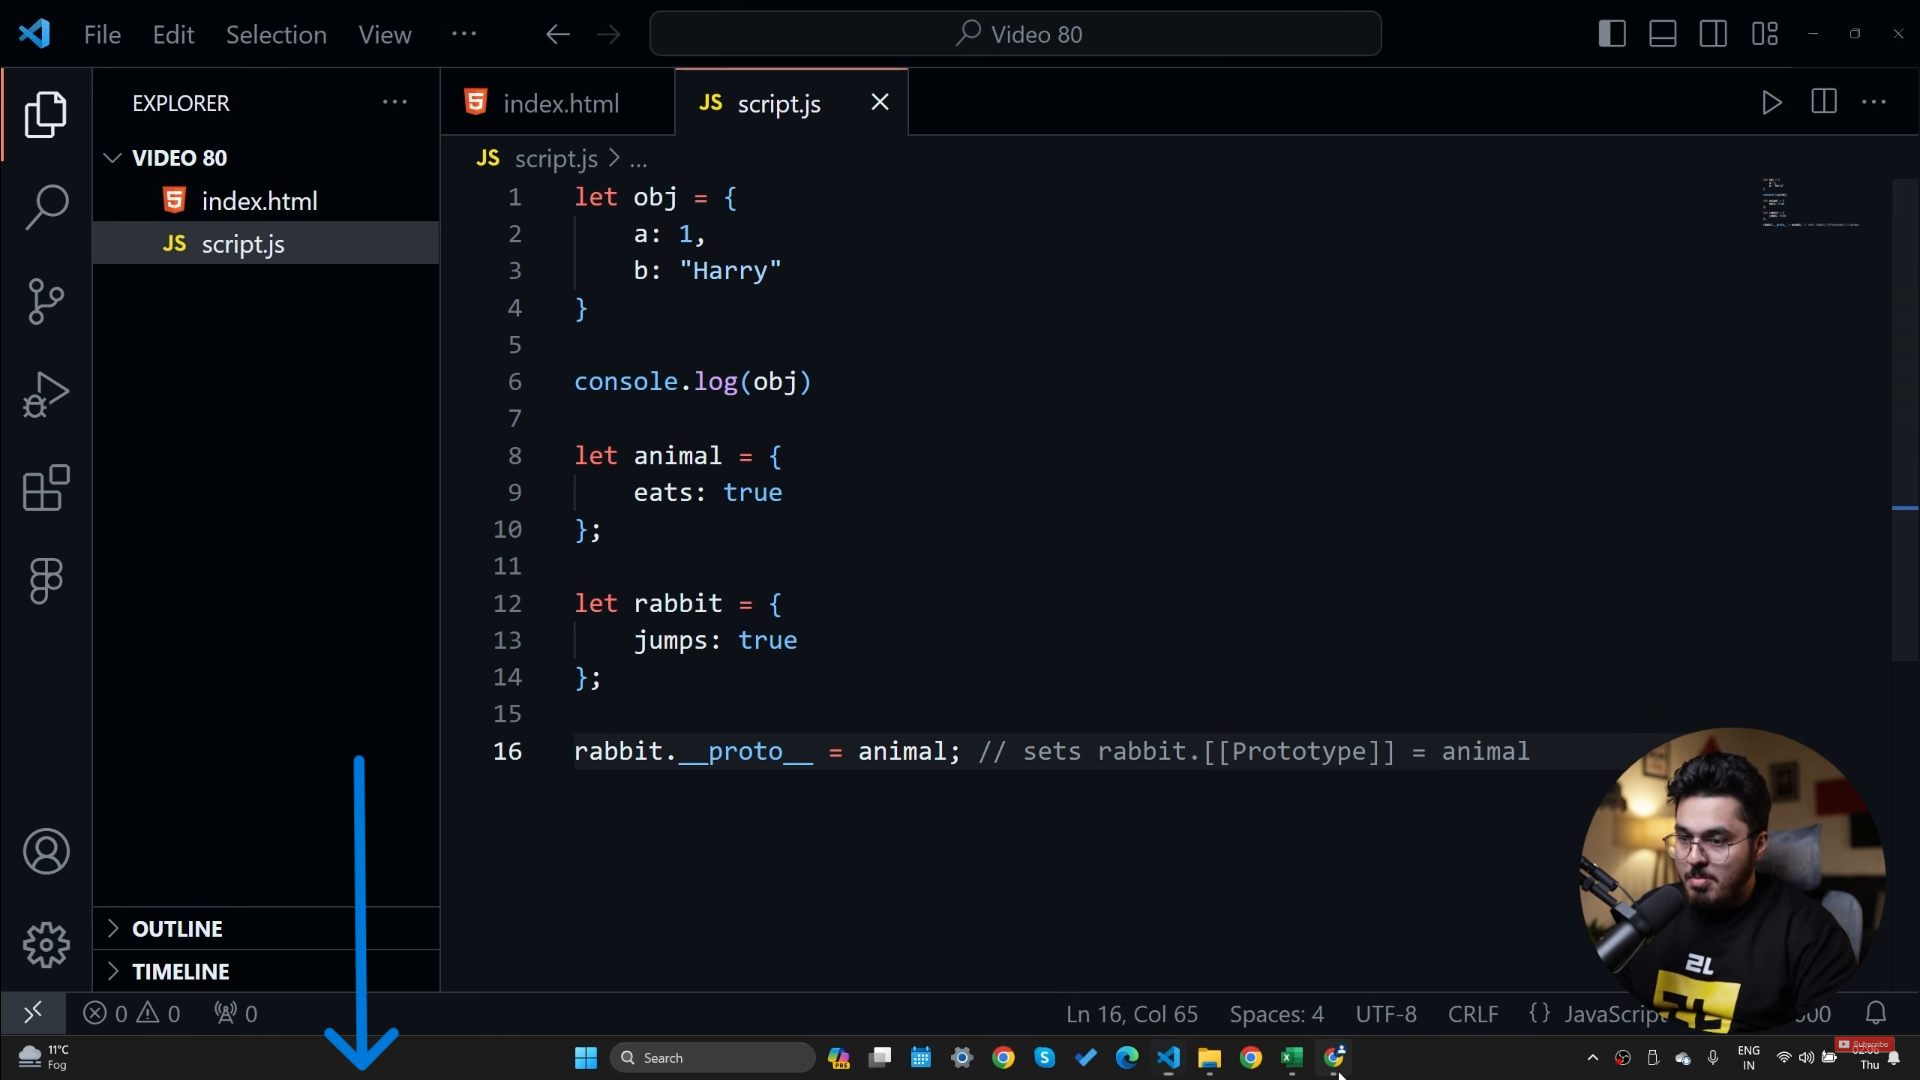 File Edit Selection View ...
Video 80
EXPLORER ...
VIDEO 80
index.html
JS script.js
index.html
JS script.js
JS script.js > ...
1 let obj = {
2 a: 1,
3 b: "Harry"
4 }
5
6 console.log(obj)
7
8 let animal = {
9 eats: true
10 };
11
12 let rabbit = {
13 jumps: true
14 };
15
16 rabbit.__proto__ = animal; // sets rabbit.[[Prototype]] = animal
OUTLINE
TIMELINE
0 0 0
Ln 16, Col 65 Spaces: 4 UTF-8 CRLF {} JavaScript
11°C
Fog
Search
PRE
ENG
IN
Subscribe
Thu